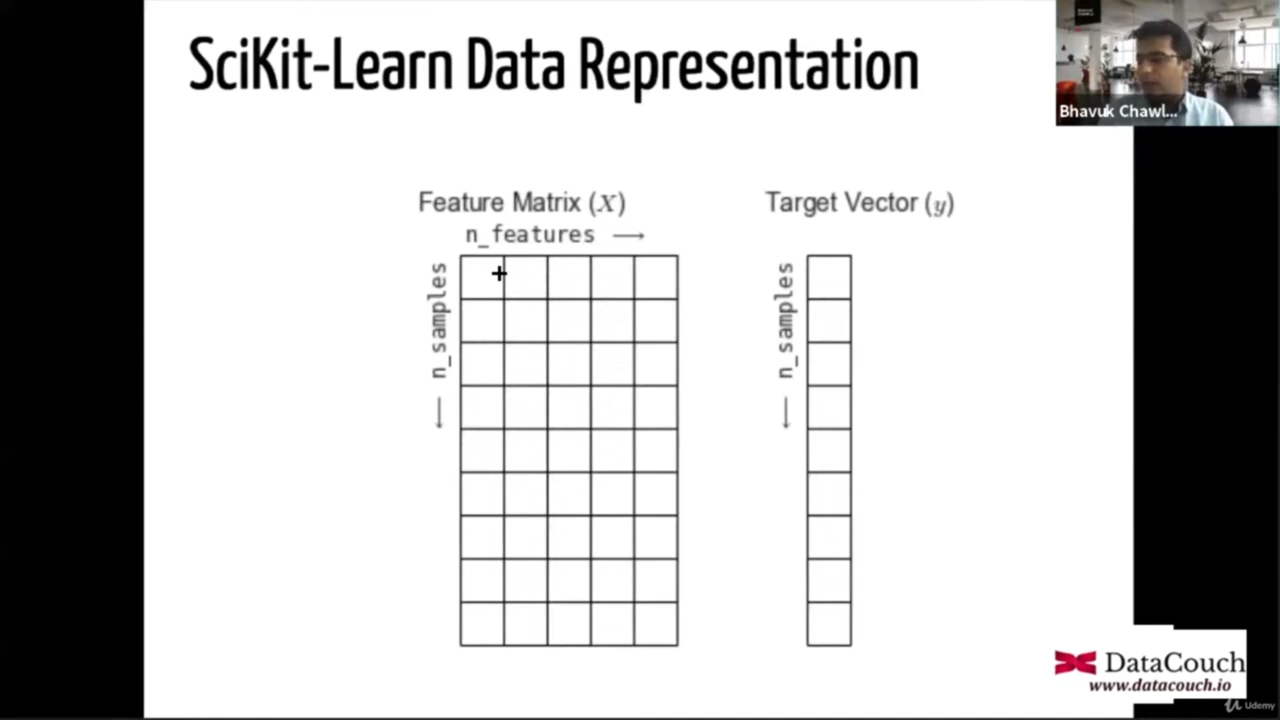 SciKit-Learn Data Representation
Bhavuk Chawl...
Feature Matrix (X)
n_features
n_samples
Target Vector (y)
n_samples
DataCouch
www.datacouch.io
Udemy